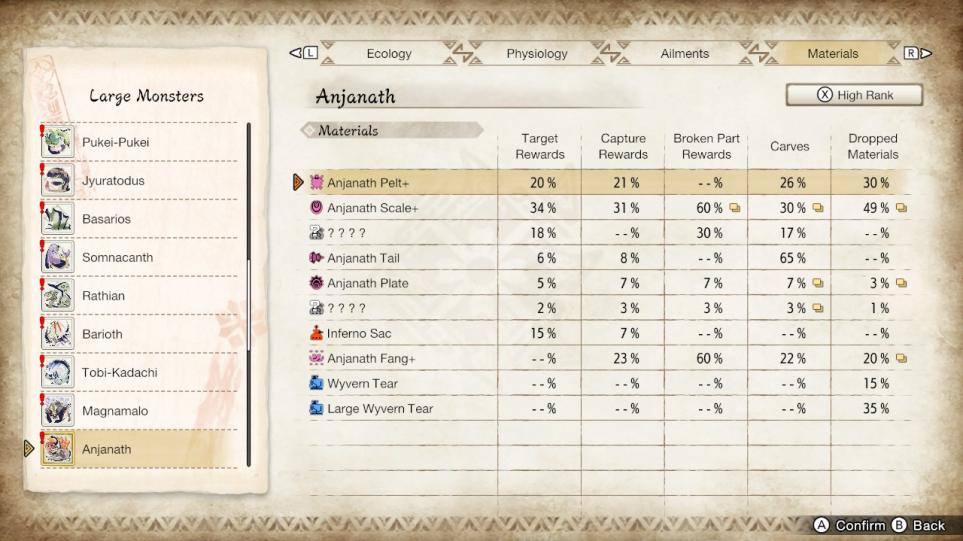 L Ecology Physiology Ailments Materials R
Large Monsters
Pukei-Pukei
Jyuratodus
Basarios
Somnacanth
Rathian
Barioth
Tobi-Kadachi
Magnamalo
Anjanath
Anjanath
X High Rank
Materials
Target Rewards Capture Rewards Broken Part Rewards Carves Dropped Materials
Anjanath Pelt+ 20 % 21 % - - % 26 % 30 %
Anjanath Scale+ 34 % 31 % 60 % 30 % 49 %
? ? ? ? 18 % - - % 30 % 17 % - - %
Anjanath Tail 6 % 8 % - - % 65 % - - %
Anjanath Plate 5 % 7 % 7 % 7 % 3 %
? ? ? ? 2 % 3 % 3 % 3 % 1 %
Inferno Sac 15 % 7 % - - % - - % - - %
Anjanath Fang+ - - % 23 % 60 % 22 % 20 %
Wyvern Tear - - % - - % - - % - - % 15 %
Large Wyvern Tear - - % - - % - - % - - % 35 %
A Confirm B Back